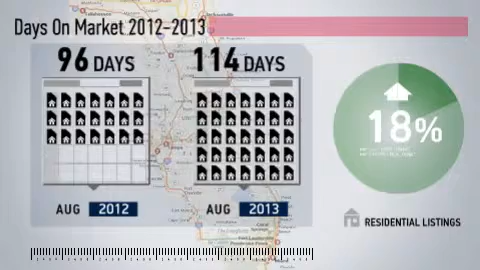 Days On Market 2012-2013
96 DAYS
114 DAYS
18%
AUG 2012
AUG 2013
RESIDENTIAL LISTINGS